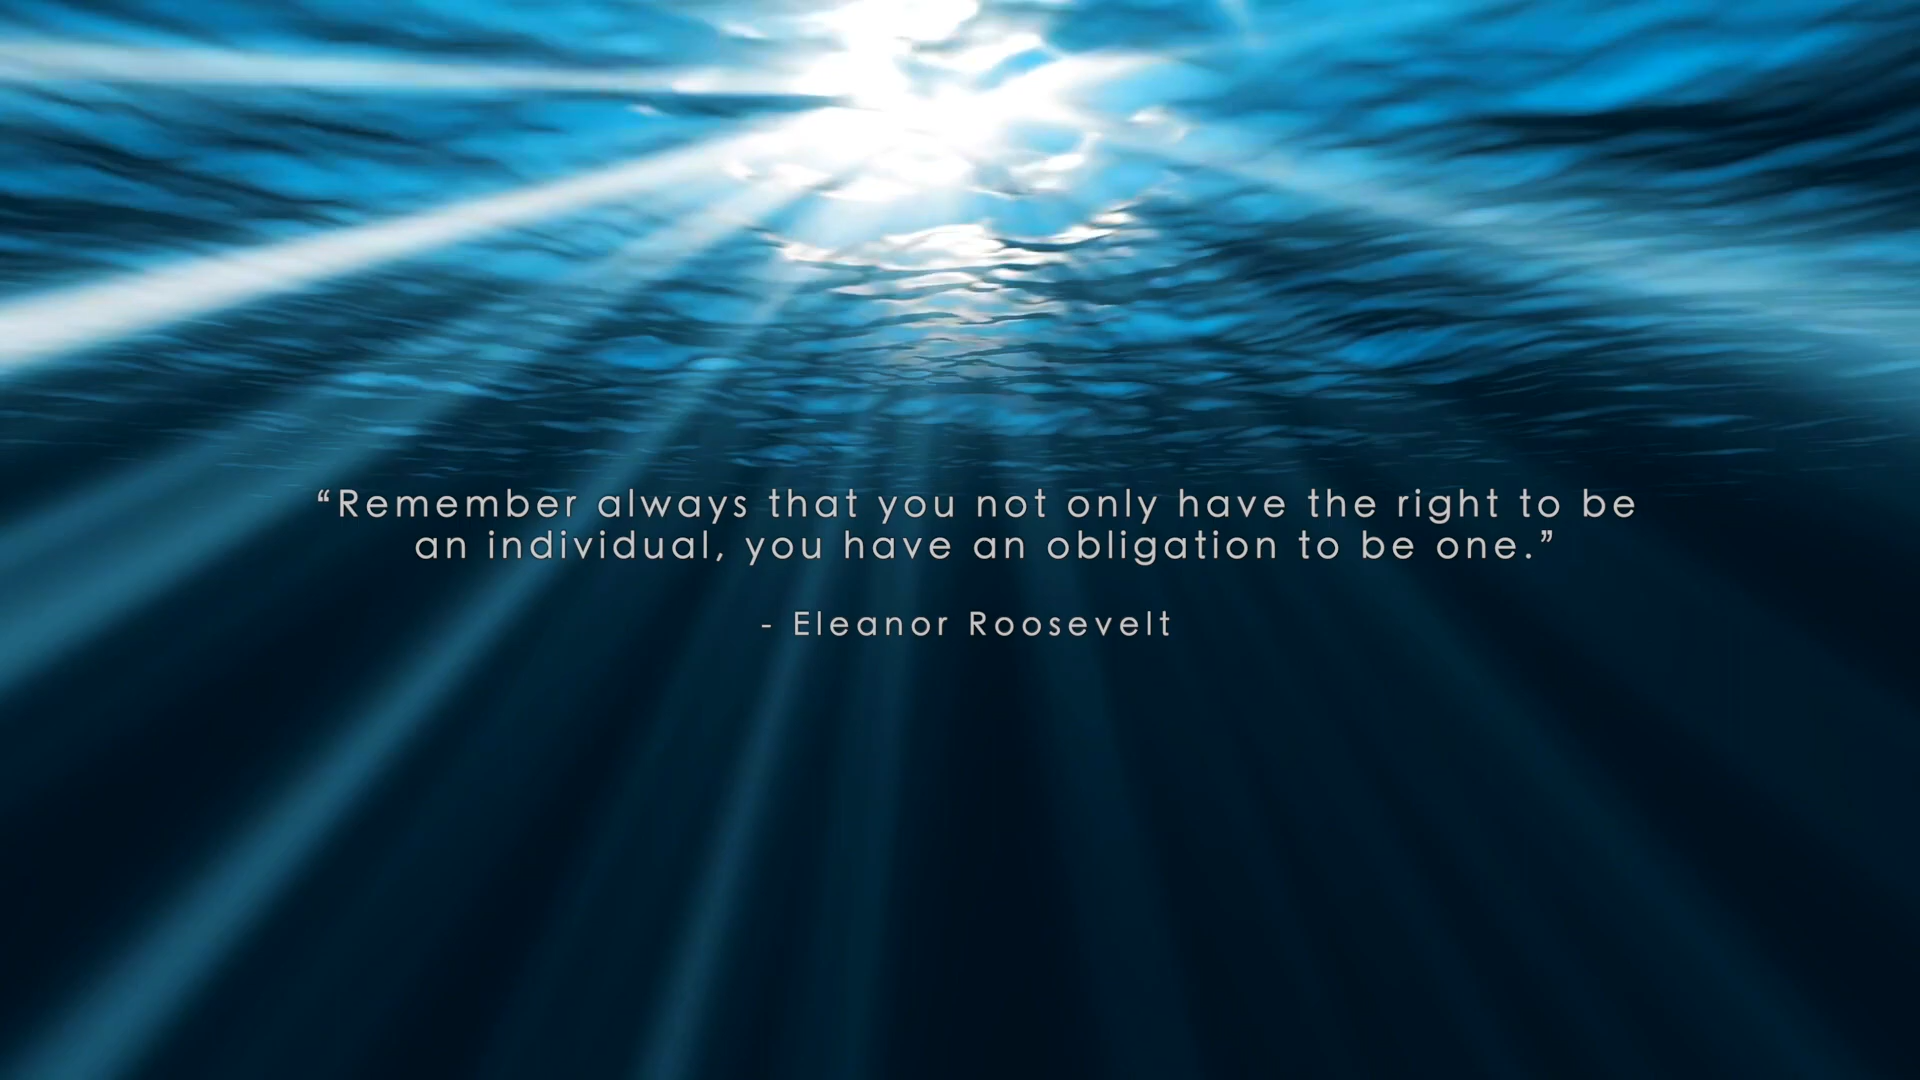 “Remember always that you not only have the right to be
an individual, you have an obligation to be one.”
- Eleanor Roosevelt